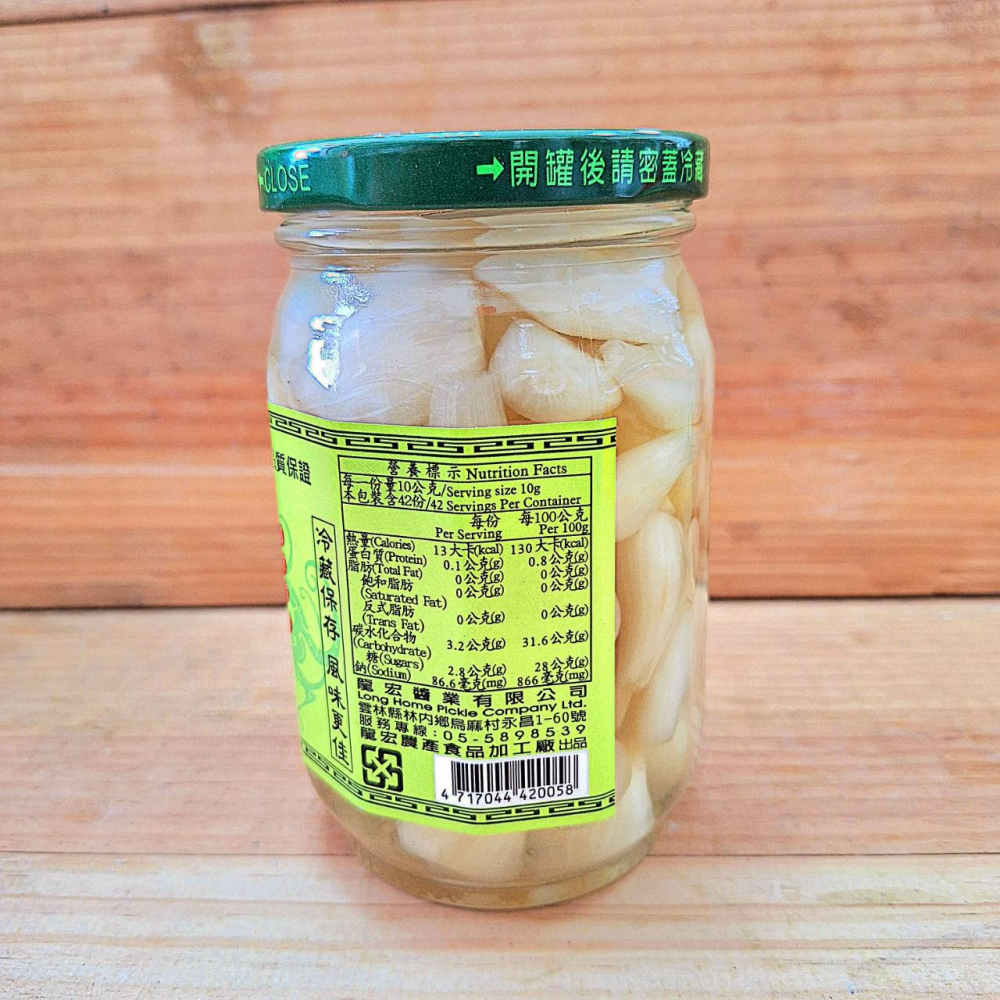 CLOSE
➡開罐後請密蓋冷藏
質保證
冷藏保存 風味更佳
營養標示 Nutrition Facts
每一份量10公克/Serving size 10g
本包裝含42份/42 Servings Per Container
每份 每100公克
Per Serving Per 100g
熱量(Calories) 13大卡(kcal) 130大卡(kcal)
蛋白質(Protein) 0.1公克(g) 0.8公克(g)
脂肪(Total Fat) 0公克(g) 0公克(g)
飽和脂肪 0公克(g) 0公克(g)
(Saturated Fat)
反式脂肪
(Trans Fat) 0公克(g) 0公克(g)
碳水化合物
(Carbohydrate) 3.2公克(g) 31.6公克(g)
糖(Sugars) 2.8公克(g) 28公克(g)
鈉(Sodium) 86.6毫克(mg) 866毫克(mg)
龍宏醬業有限公司
Long Home Pickle Company Ltd.
雲林縣林內鄉烏麻村永昌1-60號
服務專線:05-5898539
龍宏農產食品加工廠出品
4 717044 420058